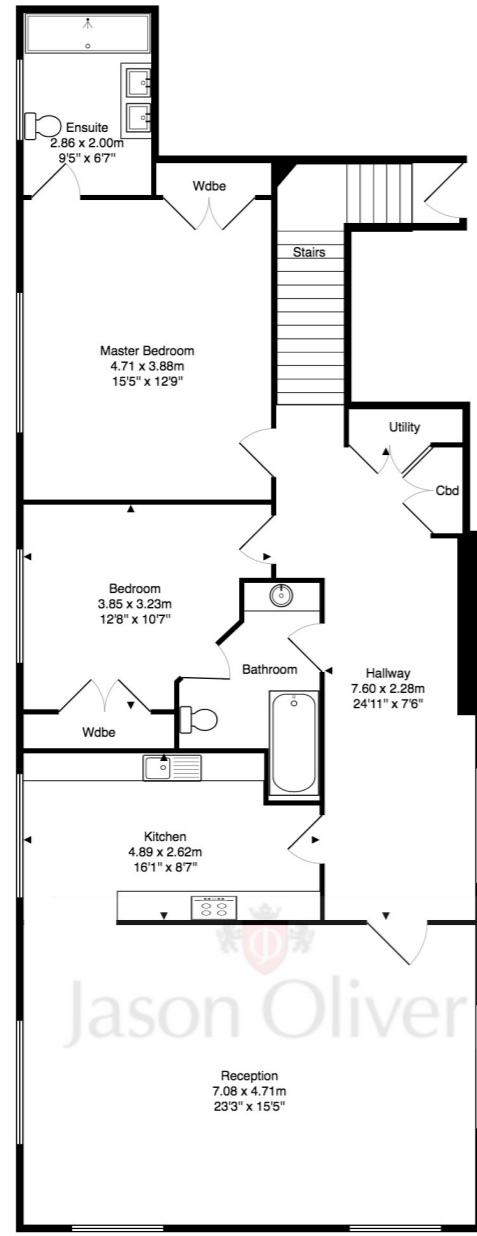 Ensuite
2.86 x 2.00m
9'5" x 6'7"
Wdbe
Stairs
Master Bedroom
4.71 x 3.88m
15'5" x 12'9"
Utility
Cbd
Bedroom
3.85 x 3.23m
12'8" x 10'7"
Bathroom
Hallway
7.60 x 2.28m
24'11" x 7'6"
Wdbe
Kitchen
4.89 x 2.62m
16'1" x 8'7"
Jason Oliver
Reception
7.08 x 4.71m
23'3" x 15'5"